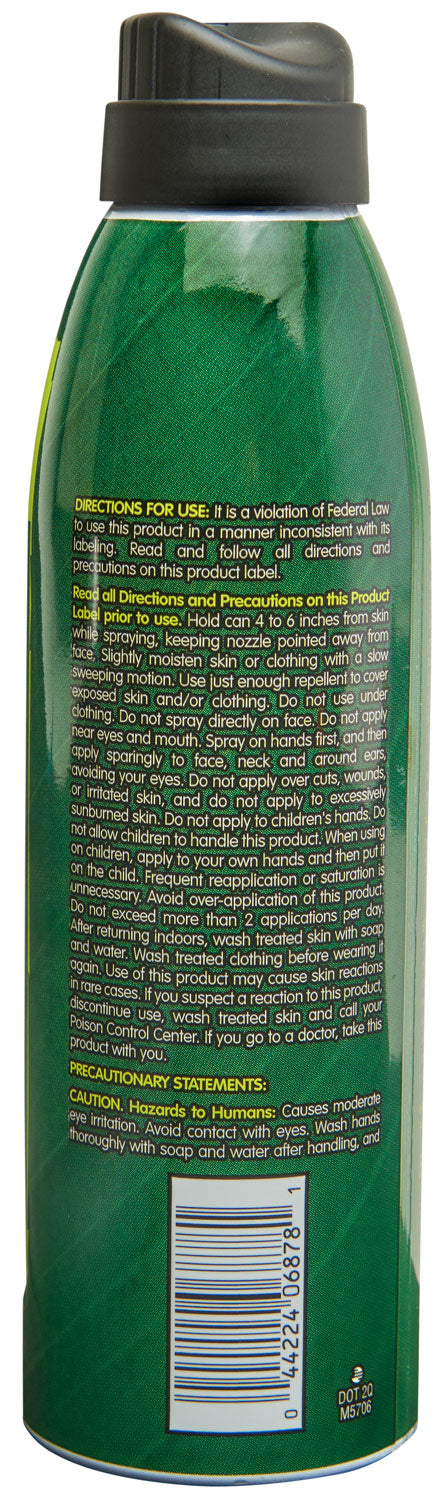 DIRECTIONS FOR USE: It is a violation of Federal Law
to use this product in a manner inconsistent with its
labeling. Read and follow all directions and
precautions on this product label.
Read all Directions and Precautions on this Product
Label prior to use. Hold can 4 to 6 inches from skin
while spraying, keeping nozzle pointed away from
face. Slightly moisten skin or clothing with a slow
sweeping motion. Use just enough repellent to cover
exposed skin and/or clothing. Do not use under
clothing. Do not spray directly on face. Do not apply
near eyes and mouth. Spray on hands first, and then
apply sparingly to face, neck and around ears,
avoiding your eyes. Do not apply over cuts, wounds,
or irritated skin, and do not apply to excessively
sunburned skin. Do not apply to children's hands. Do
not allow children to handle this product. When using
on children, apply to your own hands and then put it
on the child. Frequent reapplication or saturation is
unnecessary. Avoid over-application of this product.
Do not exceed more than 2 applications per day.
After returning indoors, wash treated skin with soap
and water. Wash treated clothing before wearing it
again. Use of this product may cause skin reactions
in rare cases. If you suspect a reaction to this product,
discontinue use, wash treated skin and call your
Poison Control Center. If you go to a doctor, take this
product with you.
PRECAUTIONARY STATEMENTS:
CAUTION. Hazards to Humans: Causes moderate
eye irritation. Avoid contact with eyes. Wash hands
thoroughly with soap and water after handling, and
0 44224 06878 1
DOT 2Q
M5706